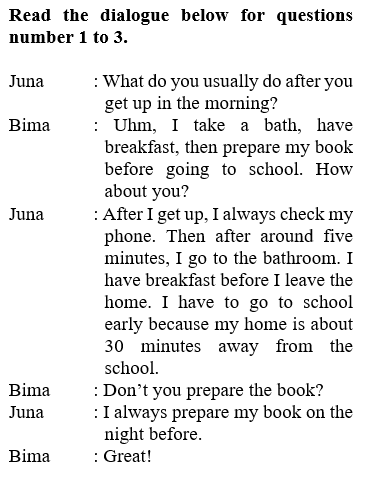 Read the dialogue below for questions
number 1 to 3.
Juna : What do you usually do after you
get up in the morning?
Bima : Uhm, I take a bath, have
breakfast, then prepare my book
before going to school. How
about you?
Juna : After I get up, I always check my
phone. Then after around five
minutes, I go to the bathroom. I
have breakfast before I leave the
home. I have to go to school
early because my home is about
30 minutes away from the
school.
Bima : Don’t you prepare the book?
Juna : I always prepare my book on the
night before.
Bima : Great!